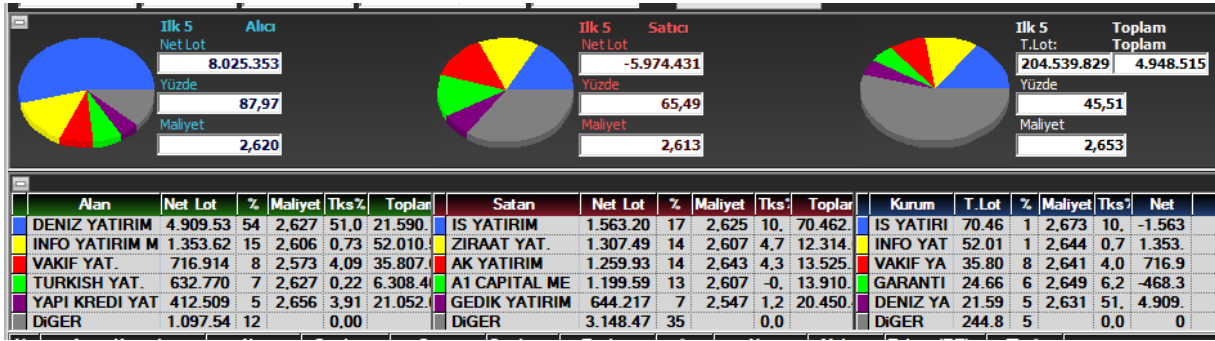 Ilk 5 Alıcı
Net Lot
8.025.353
Yüzde
87,97
Maliyet
2,620
Ilk 5 Satıcı
Net Lot
-5.974.431
Yüzde
65,49
Maliyet
2,613
Ilk 5 Toplam
T.Lot: Toplam
204.539.829 4.948.515
Yüzde
45,51
Maliyet
2,653
Alan Net Lot % Maliyet Tks% Toplar
DENIZ YATIRIM 4.909.53 54 2,627 51,0 21.590.
INFO YATIRIM M 1.353.62 15 2,606 0,73 52.010.
VAKIF YAT. 716.914 8 2,573 4,09 35.807.
TURKISH YAT. 632.770 7 2,627 0,22 6.308.4
YAPI KREDI YAT 412.509 5 2,656 3,91 21.052.
DiGER 1.097.54 12 0,00
Satan Net Lot % Maliyet Tks% Toplar
IS YATIRIM 1.563.20 17 2,625 10, 70.462.
ZIRAAT YAT. 1.307.49 14 2,607 4,7 12.314.
AK YATIRIM 1.259.93 14 2,643 4,3 13.525.
A1 CAPITAL ME 1.199.59 13 2,607 -0, 13.910.
GEDIK YATIRIM 644.217 7 2,547 1,2 20.450.
DiGER 3.148.47 35 0,0
Kurum T.Lot % Maliyet Tks% Net
IS YATIRI 70.46 1 2,673 10, -1.563
INFO YAT 52.01 1 2,644 0,7 1.353.
VAKIF YA 35.80 8 2,641 4,0 716.9
GARANTI 24.66 6 2,649 6,2 -468.3
DENIZ YA 21.59 5 2,631 51, 4.909.
DiGER 244.8 5 0,0 0